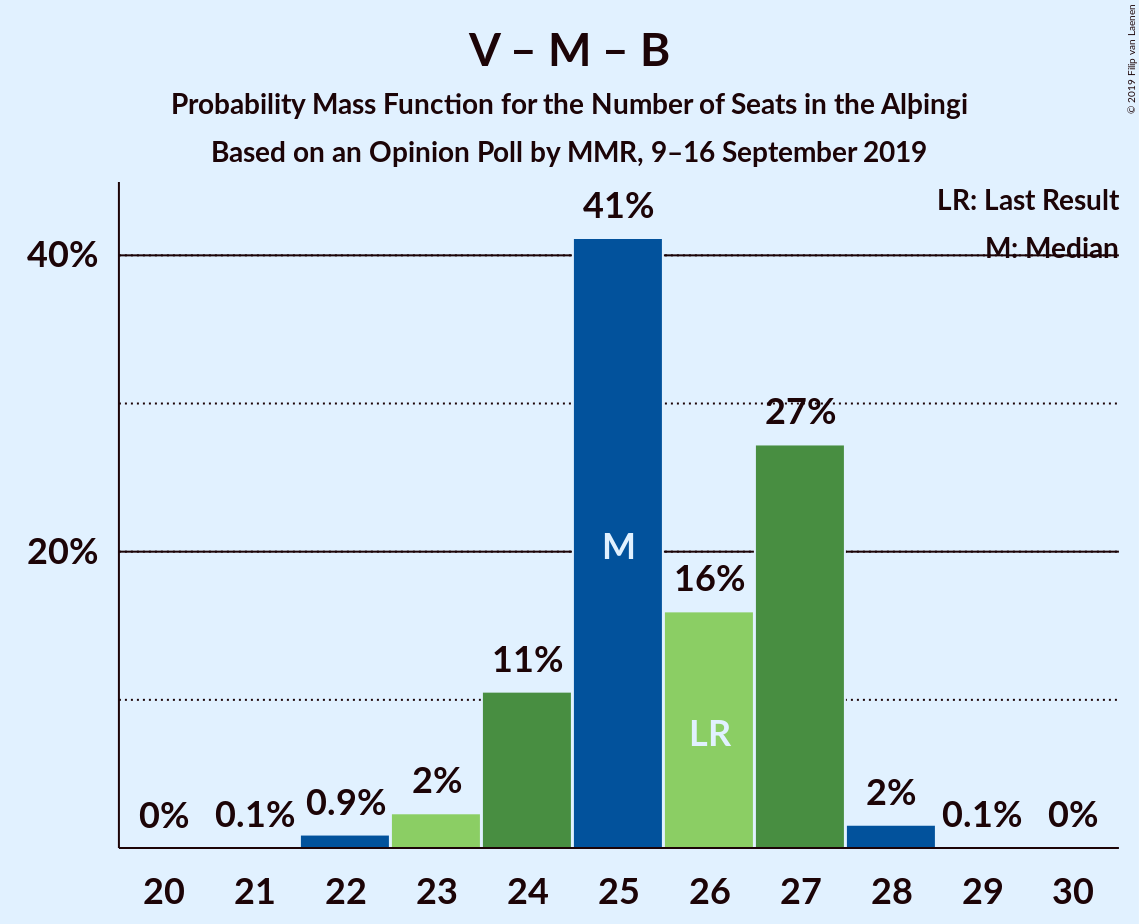 V – M – B
Probability Mass Function for the Number of Seats in the Alþingi
Based on an Opinion Poll by MMR, 9–16 September 2019
© 2019 Filip van Laenen
LR: Last Result
M: Median
40%
20%
0%
0.1%
0.9%
2%
11%
41%
16%
27%
2%
0.1%
0%
M
LR
20 21 22 23 24 25 26 27 28 29 30